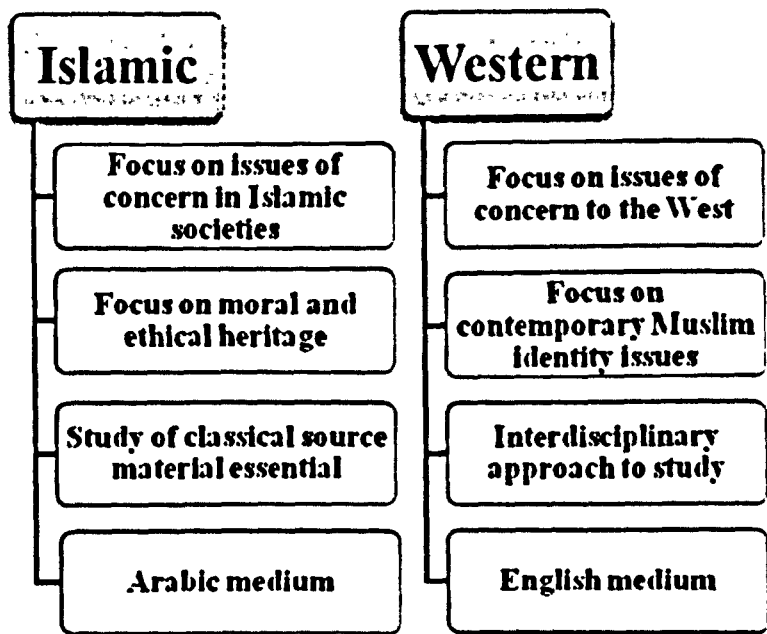 Islamic
Focus on issues of
concern in Islamic
societies
Focus on moral and
ethical heritage
Study of classical source
material essential
Arabic medium
Western
Focus on issues of
concern to the West
Focus on
contemporary Muslim
identity issues
Interdisciplinary
approach to study
English medium